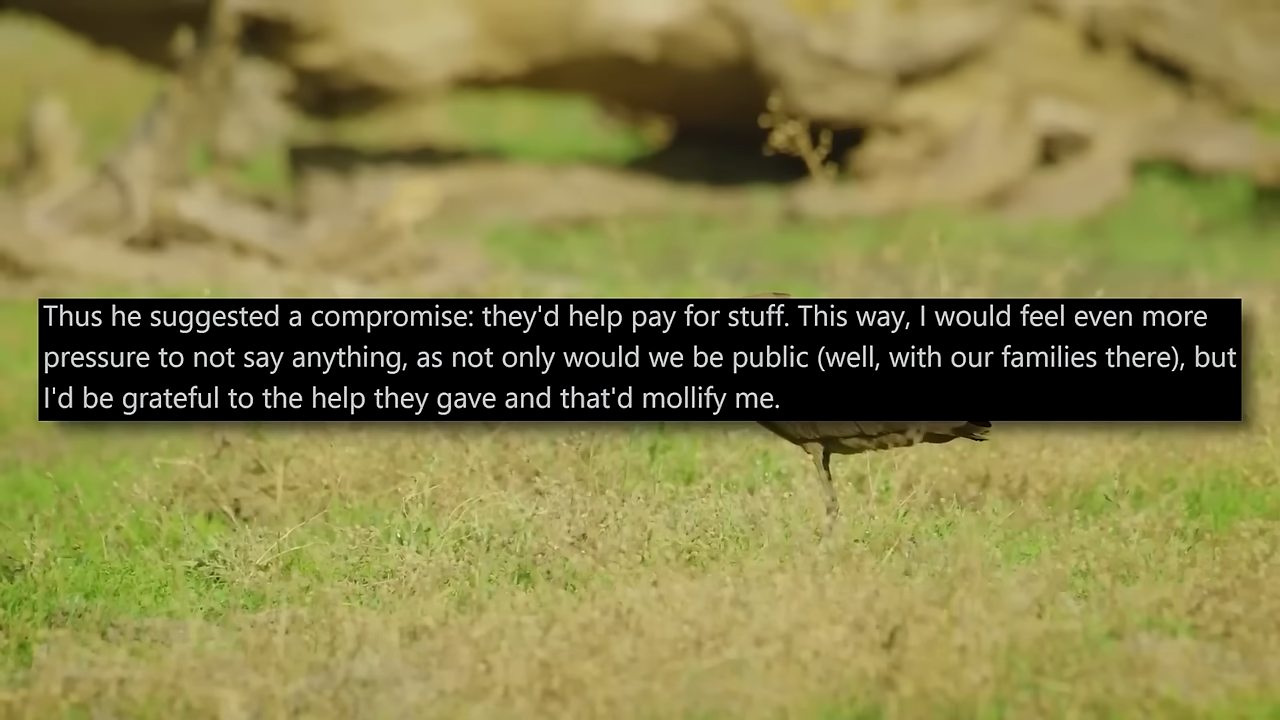 Thus he suggested a compromise: they'd help pay for stuff. This way, I would feel even more
pressure to not say anything, as not only would we be public (well, with our families there), but
I'd be grateful to the help they gave and that'd mollify me.